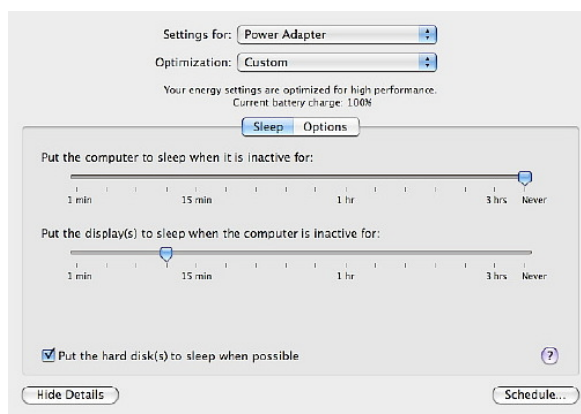 Settings for: Power Adapter
Optimization: Custom
Your energy settings are optimized for high performance.
Current battery charge: 100%
Sleep Options
Put the computer to sleep when it is inactive for:
1 min 15 min 1 hr 3 hrs Never
Put the display(s) to sleep when the computer is inactive for:
1 min 15 min 1 hr 3 hrs Never
Put the hard disk(s) to sleep when possible ?
Hide Details Schedule...